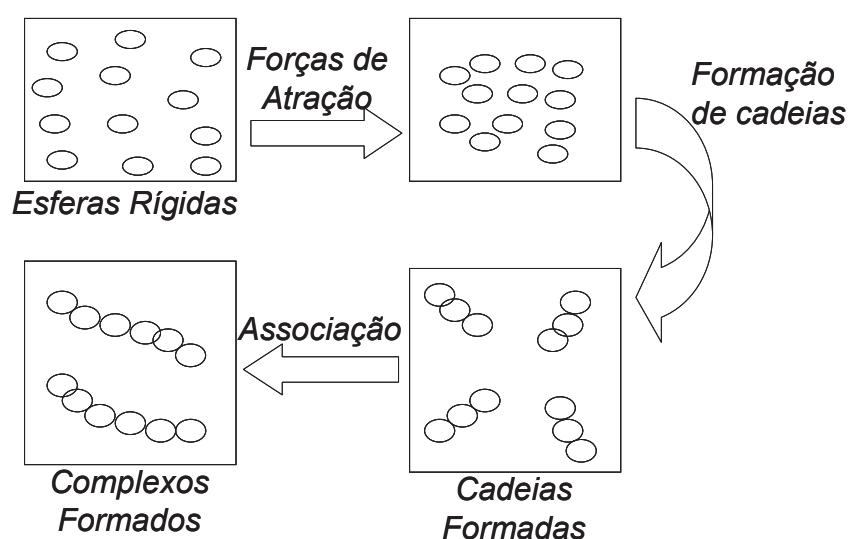 Forças de
Atração
Formação
de cadeias
Esferas Rígidas
Associação
Complexos
Formados
Cadeias
Formadas